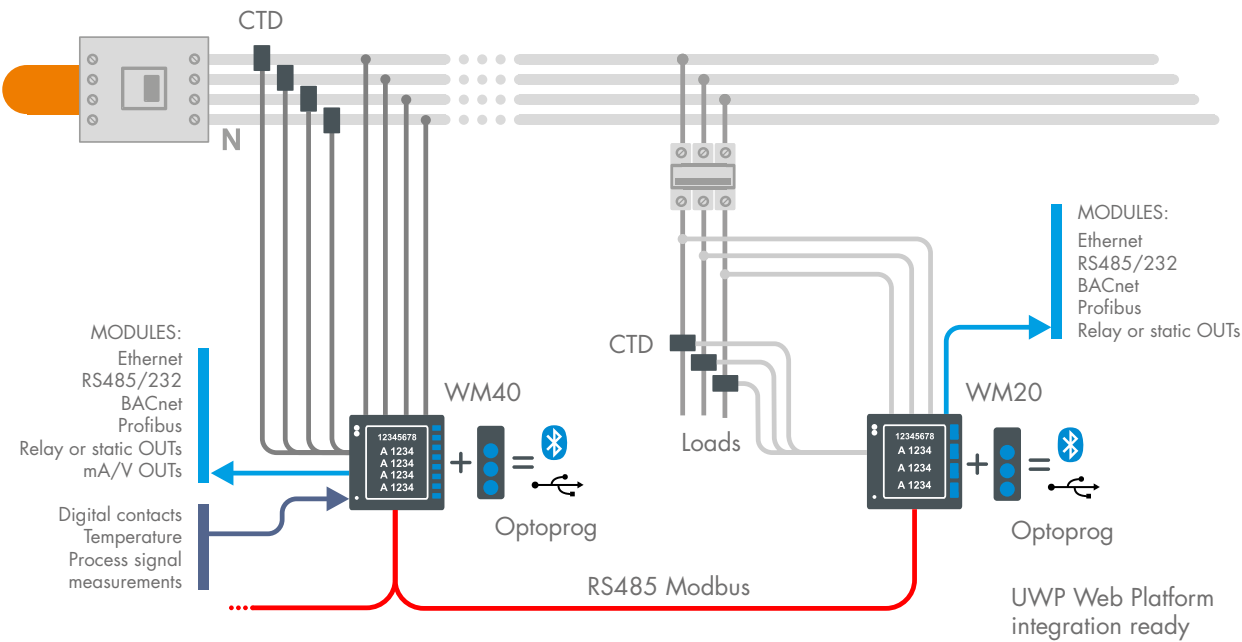 CTD
N
MODULES:
Ethernet
RS485/232
BACnet
Profibus
Relay or static OUTs
CTD
Loads
MODULES:
Ethernet
RS485/232
BACnet
Profibus
Relay or static OUTs
mA/V OUTs
Digital contacts
Temperature
Process signal
measurements
WM40
12345678
A 1234
A 1234
A 1234
A 1234
+
=
Optoprog
WM20
12345678
A 1234
A 1234
A 1234
+
=
Optoprog
RS485 Modbus
UWP Web Platform
integration ready